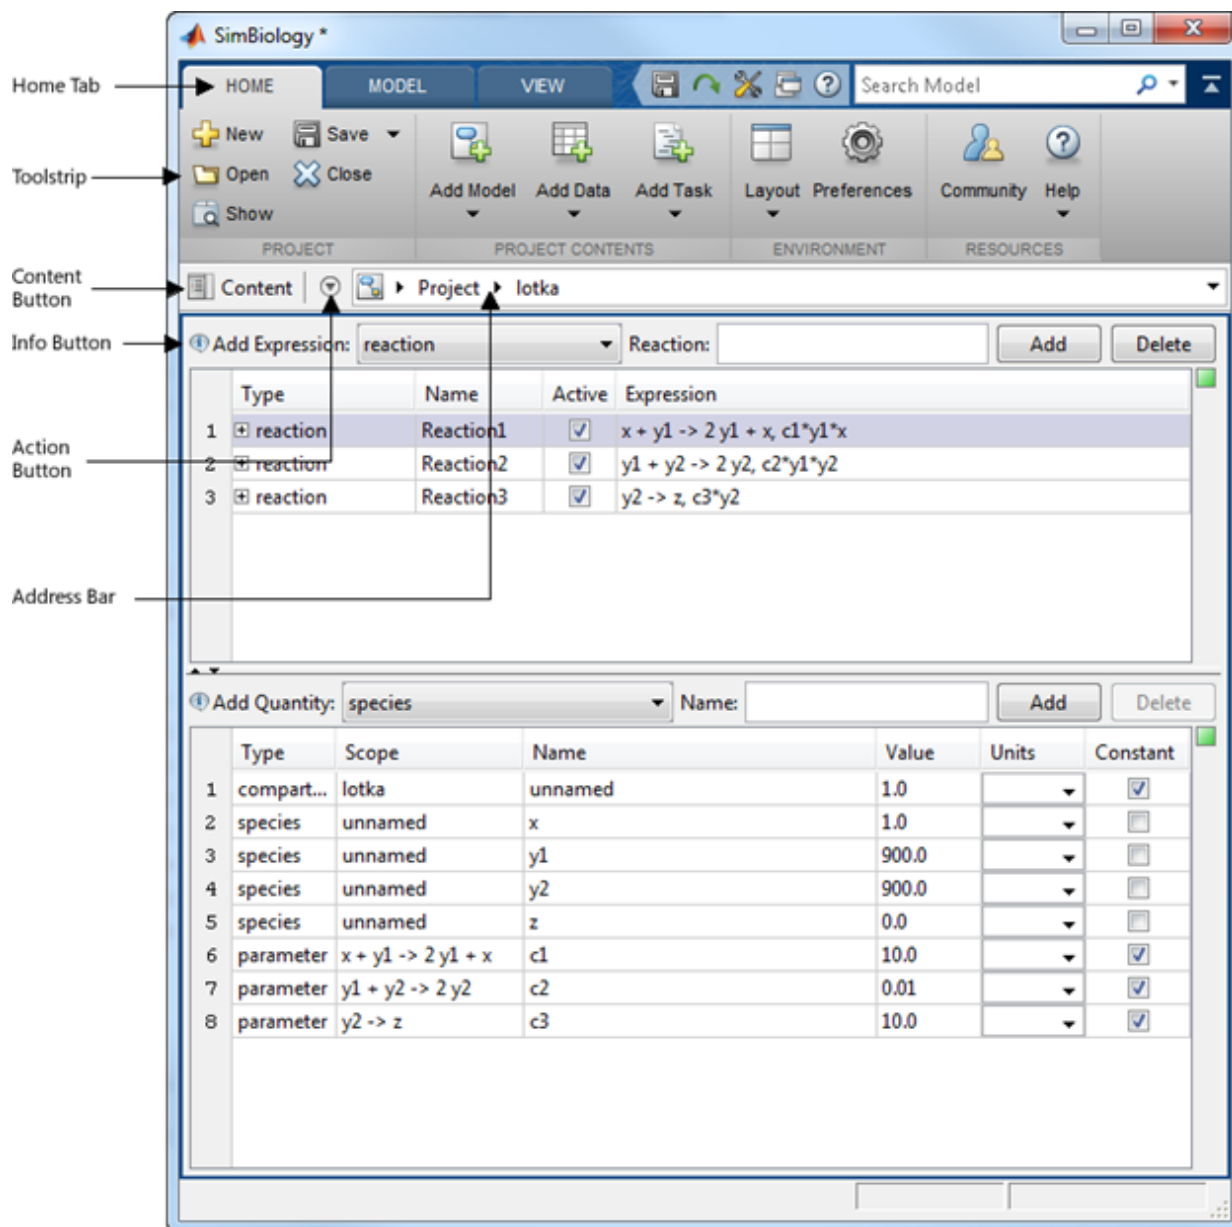 SimBiology *
Home Tab
HOME MODEL VIEW Search Model
New Save
Open Close
Show
Add Model Add Data Add Task Layout Preferences Community Help
Toolstrip
PROJECT PROJECT CONTENTS ENVIRONMENT RESOURCES
Content
Button
Content Project lotka
Info Button
Add Expression: reaction Reaction: Add Delete
Type Name Active Expression
1 reaction Reaction1 x + y1 -> 2 y1 + x, c1*y1*x
Action
Button
2 reaction Reaction2 y1 + y2 -> 2 y2, c2*y1*y2
3 reaction Reaction3 y2 -> z, c3*y2
Address Bar
Add Quantity: species Name: Add Delete
Type Scope Name Value Units Constant
1 compart... lotka unnamed 1.0
2 species unnamed x 1.0
3 species unnamed y1 900.0
4 species unnamed y2 900.0
5 species unnamed z 0.0
6 parameter x + y1 -> 2 y1 + x c1 10.0
7 parameter y1 + y2 -> 2 y2 c2 0.01
8 parameter y2 -> z c3 10.0